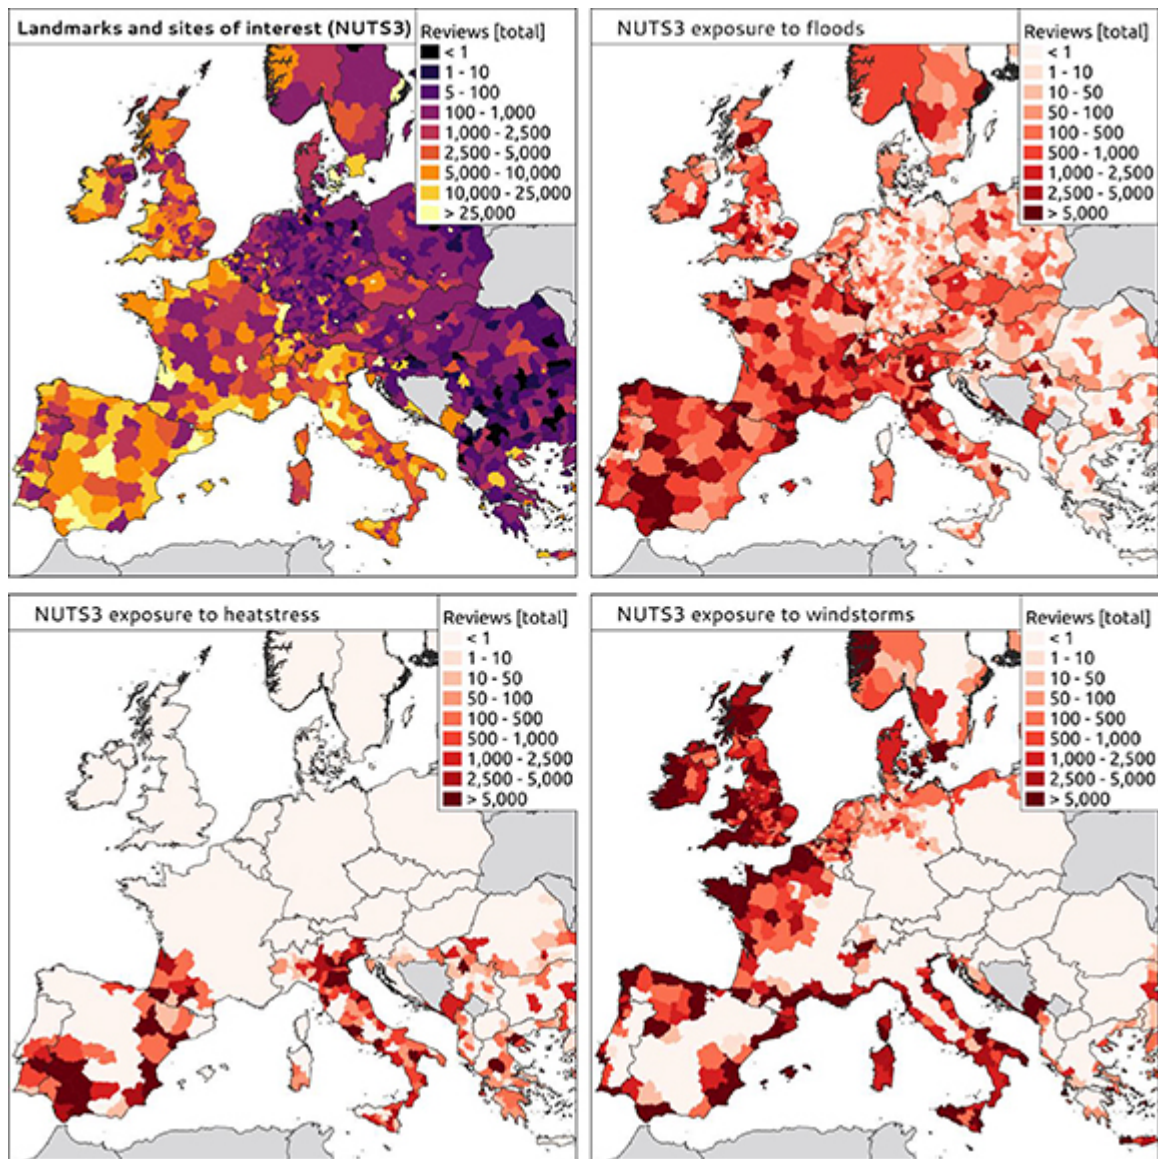 Landmarks and sites of interest (NUTS3)
Reviews [total]
< 1
1 - 10
5 - 100
100 - 1,000
1,000 - 2,500
2,500 - 5,000
5,000 - 10,000
10,000 - 25,000
> 25,000
NUTS3 exposure to floods
Reviews [total]
< 1
1 - 10
10 - 50
50 - 100
100 - 500
500 - 1,000
1,000 - 2,500
2,500 - 5,000
> 5,000
NUTS3 exposure to heatstress
Reviews [total]
< 1
1 - 10
10 - 50
50 - 100
100 - 500
500 - 1,000
1,000 - 2,500
2,500 - 5,000
> 5,000
NUTS3 exposure to windstorms
Reviews [total]
< 1
1 - 10
10 - 50
50 - 100
100 - 500
500 - 1,000
1,000 - 2,500
2,500 - 5,000
> 5,000